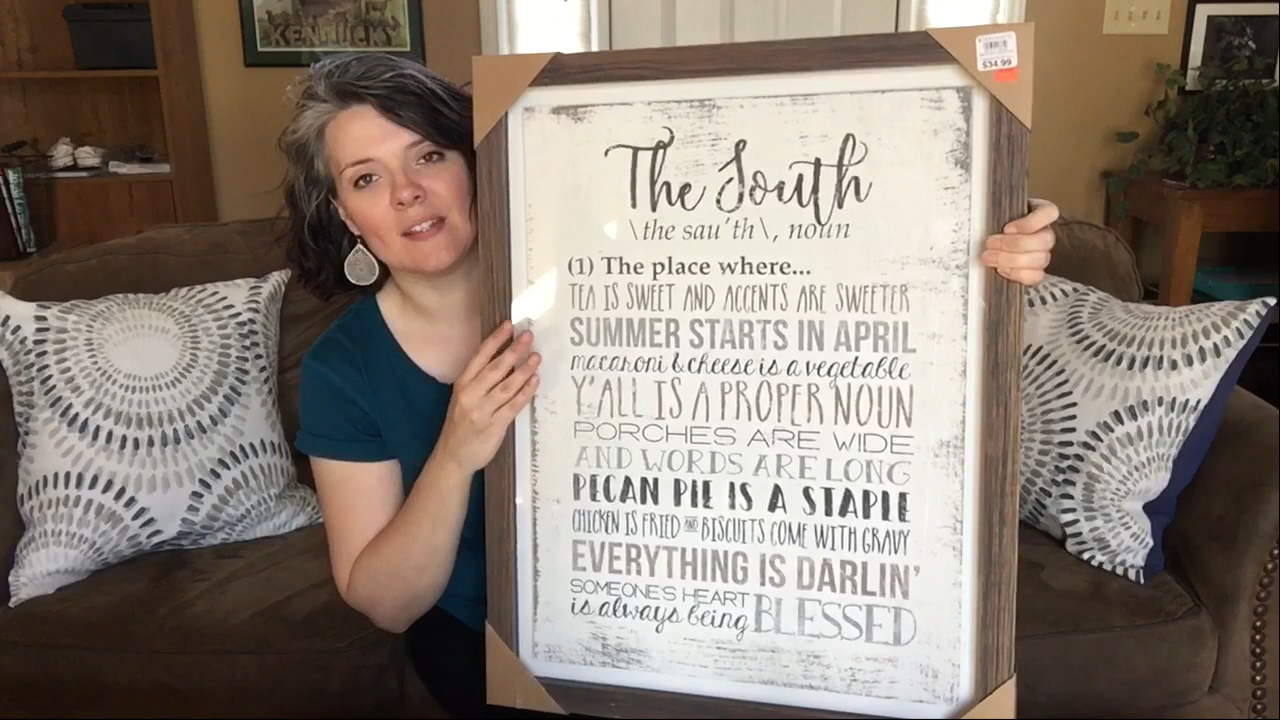 KENTUCKY
$34.99
The South
\the sau'th\, noun
(1) The place where...
TEA IS SWEET AND ACCENTS ARE SWEETER
SUMMER STARTS IN APRIL
macaroni & cheese is a vegetable
Y'ALL IS A PROPER NOUN
PORCHES ARE WIDE
AND WORDS ARE LONG
PECAN PIE IS A STAPLE
CHICKEN IS FRIED AND BISCUITS COME WITH GRAVY
EVERYTHING IS DARLIN'
SOMEONE'S HEART
is always being BLESSED